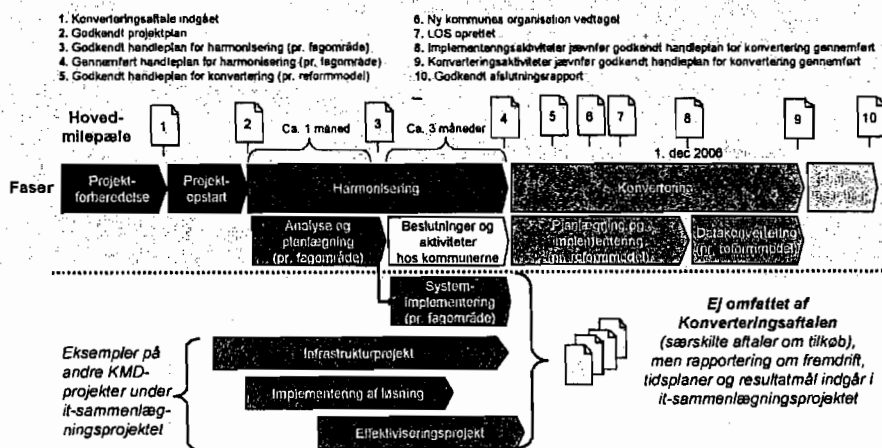 1. Konverteringsaftale indgået
2. Godkendt projektplan
3. Godkendt handleplan for harmonisering (pr. fagområde)
4. Gennemført handleplan for harmonisering (pr. fagområde)
5. Godkendt handleplan for konvertering (pr. reformmodel)
6. Ny kommunes organisation vedtaget
7. LOS oprettet
8. Implementeringsaktiviteter jævnfør godkendt handleplan for konvertering gennemført
9. Konverteringsaktiviteter jævnfør godkendt handleplan for konvertering gennemført
10. Godkendt afslutningsrapport
Hoved-
milepæle
1
2
Ca. 1 måned
3
Ca. 3 måneder
4
5
6
7
8
9
10
1. dec 2006
Faser
Projekt-
forberedelse
Projekt-
opstart
Harmonisering
Konvertering
Analyse og
planlægning
(pr. fagområde)
Beslutninger og
aktiviteter
hos kommunerne
Planlægning og
implementering
(pr. reformmodel)
Datakonvertering
(pr. reformmodel)
System-
implementering
(pr. fagområde)
Eksempler på
andre KMD-
projekter under
it-sammenlæg-
ningsprojektet
Infrastrukturprojekt
Implementering af løsning
Effektiviseringsprojekt
Ej omfattet af
Konverteringsaftalen
(særskilte aftaler om tilkøb),
men rapportering om fremdrift,
tidsplaner og resultatmål indgår i
it-sammenlægningsprojektet